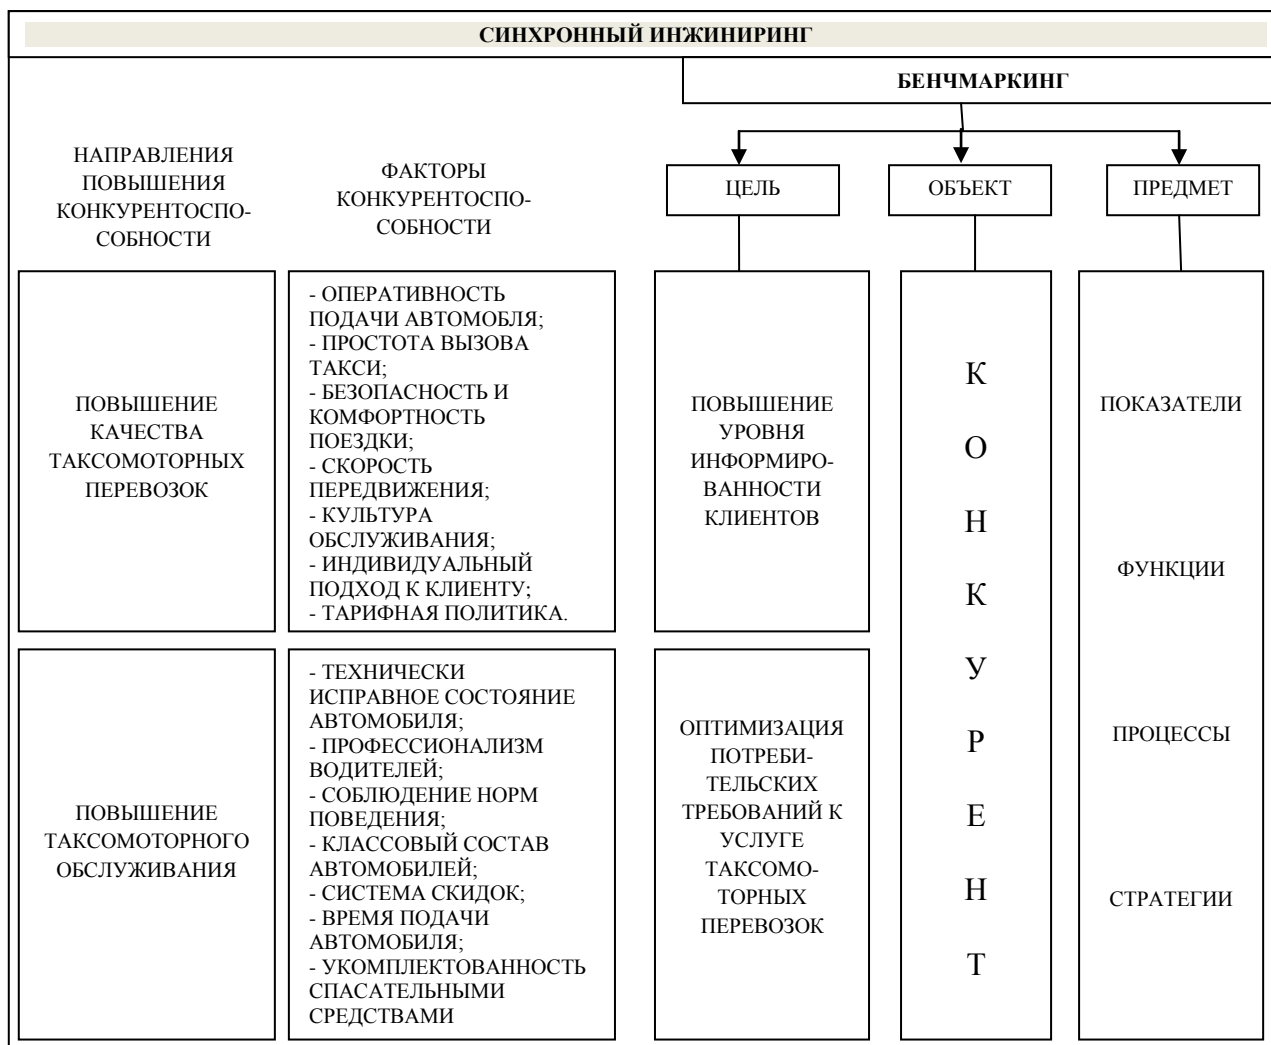 СИНХРОННЫЙ ИНЖИНИРИНГ
БЕНЧМАРКИНГ
НАПРАВЛЕНИЯ
ПОВЫШЕНИЯ
КОНКУРЕНТОСПО-
СОБНОСТИ
ФАКТОРЫ
КОНКУРЕНТОСПО-
СОБНОСТИ
ЦЕЛЬ
ОБЪЕКТ
ПРЕДМЕТ
ПОВЫШЕНИЕ
КАЧЕСТВА
ТАКСОМОТОРНЫХ
ПЕРЕВОЗОК
- ОПЕРАТИВНОСТЬ
ПОДАЧИ АВТОМОБЛЯ;
- ПРОСТОТА ВЫЗОВА
ТАКСИ;
- БЕЗОПАСНОСТЬ И
КОМФОРТНОСТЬ
ПОЕЗДКИ;
- СКОРОСТЬ
ПЕРЕДВИЖЕНИЯ;
- КУЛЬТУРА
ОБСЛУЖИВАНИЯ;
- ИНДИВИДУАЛЬНЫЙ
ПОДХОД К КЛИЕНТУ;
- ТАРИФНАЯ ПОЛИТИКА.
ПОВЫШЕНИЕ
УРОВНЯ
ИНФОРМИРО-
ВАННОСТИ
КЛИЕНТОВ
ПОВЫШЕНИЕ
ТАКСОМОТОРНОГО
ОБСЛУЖИВАНИЯ
- ТЕХНИЧЕСКИ
ИСПРАВНОЕ СОСТОЯНИЕ
АВТОМОБИЛЯ;
- ПРОФЕССИОНАЛИЗМ
ВОДИТЕЛЕЙ;
- СОБЛЮДЕНИЕ НОРМ
ПОВЕДЕНИЯ;
- КЛАССОВЫЙ СОСТАВ
АВТОМОБИЛЕЙ;
- СИСТЕМА СКИДОК;
- ВРЕМЯ ПОДАЧИ
АВТОМОБИЛЯ;
- УКОМПЛЕКТОВАННОСТЬ
СПАСАТЕЛЬНЫМИ
СРЕДСТВАМИ
ОПТИМИЗАЦИЯ
ПОТРЕБИ-
ТЕЛЬСКИХ
ТРЕБОВАНИЙ К
УСЛУГЕ
ТАКСОМО-
ТОРНЫХ
ПЕРЕВОЗОК
К
О
Н
К
У
Р
Е
Н
Т
ПОКАЗАТЕЛИ
ФУНКЦИИ
ПРОЦЕССЫ
СТРАТЕГИИ